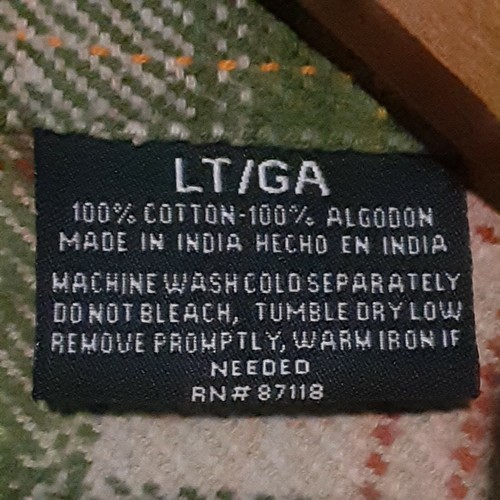 LT/GA
100% COTTON-100% ALGODON
MADE IN INDIA HECHO EN INDIA
MACHINE WASH COLD SEPARATELY
DO NOT BLEACH, TUMBLE DRY LOW
REMOVE PROMPTLY, WARM IRON IF
NEEDED
RN# 87118